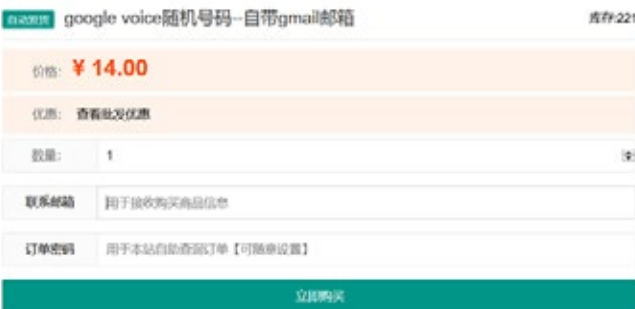 自动发货 google voice随机号码--自带gmail邮箱 库存:221
价格: ¥ 14.00
优惠: 查看批发优惠
数量: 1
联系邮箱 用于接收购买商品信息
订单密码 用于本站自助查询订单【可随意设置】
立即购买